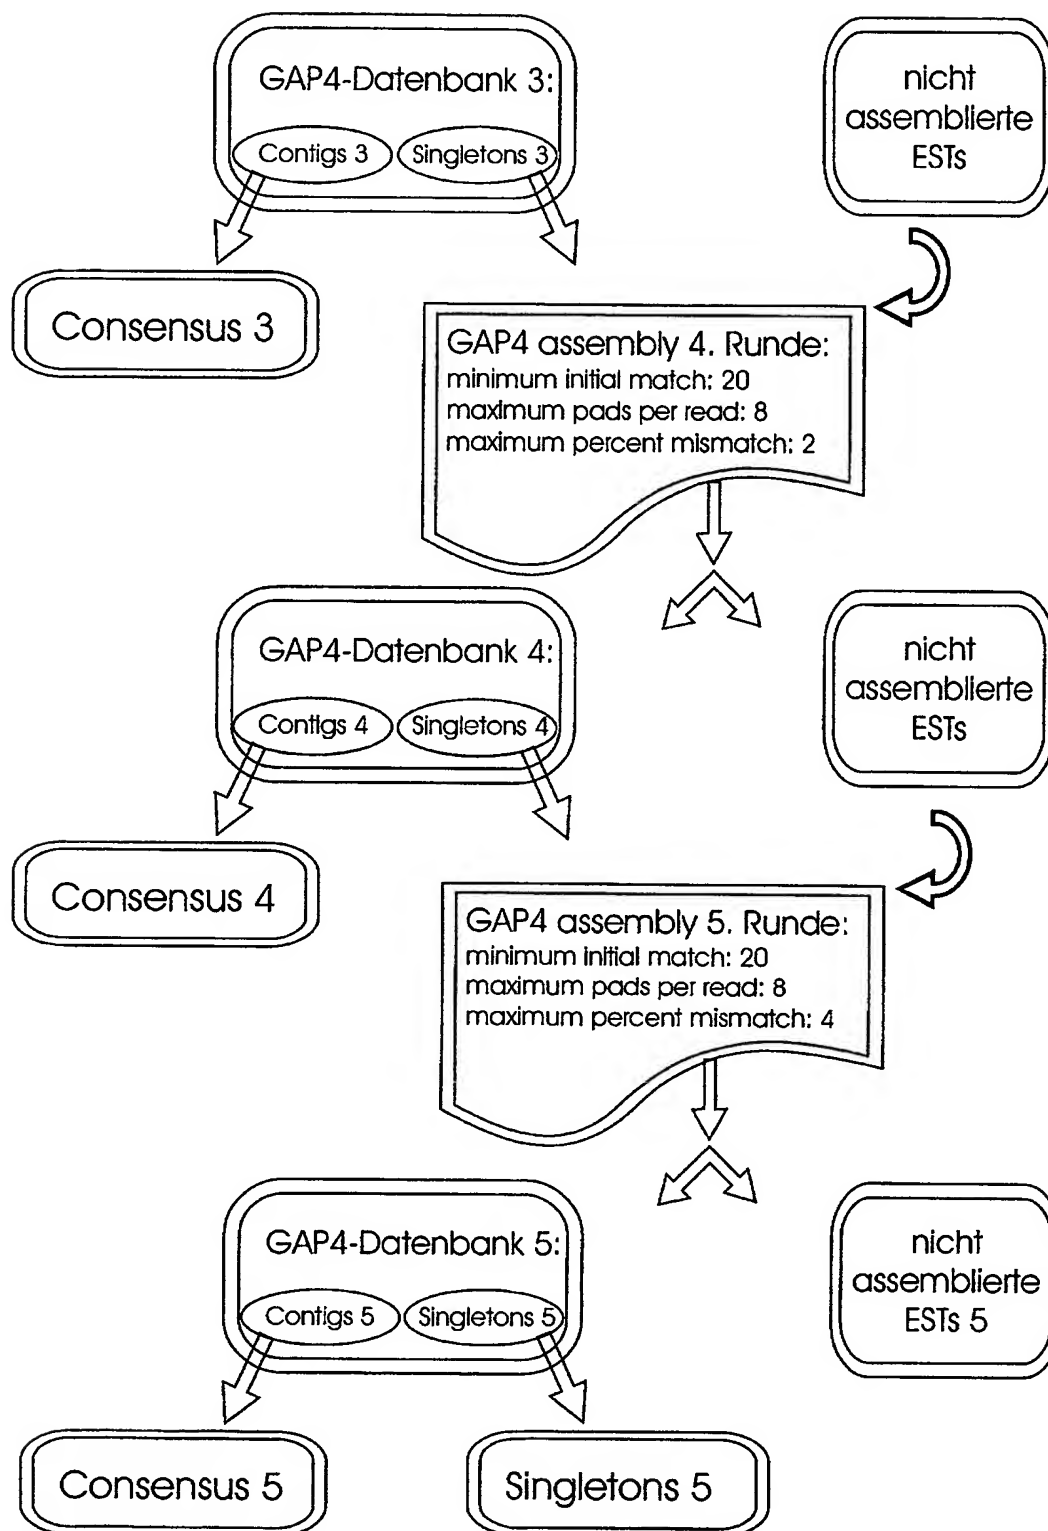 GAP4-Datenbank 3:
Contigs 3
Singletons 3
nicht
assemblierte
ESTs
Consensus 3
GAP4 assembly 4. Runde:
minimum initial match: 20
maximum pads per read: 8
maximum percent mismatch: 2
GAP4-Datenbank 4:
Contigs 4
Singletons 4
nicht
assemblierte
ESTs
Consensus 4
GAP4 assembly 5. Runde:
minimum initial match: 20
maximum pads per read: 8
maximum percent mismatch: 4
GAP4-Datenbank 5:
Contigs 5
Singletons 5
nicht
assemblierte
ESTs 5
Consensus 5
Singletons 5